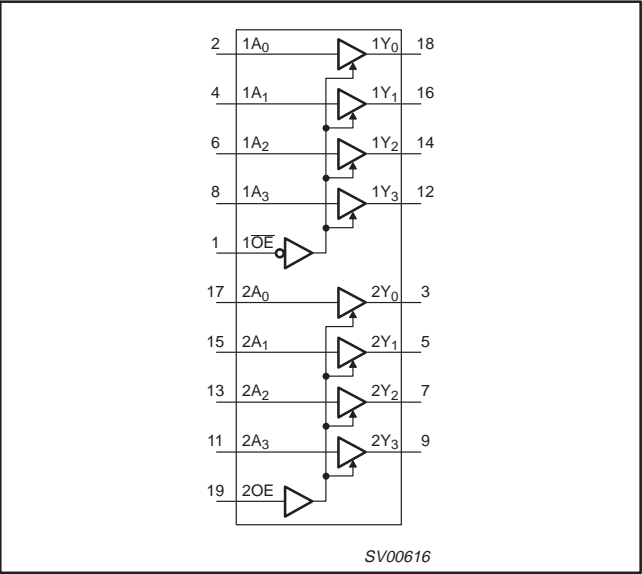 2 1A0 1Y0 18
4 1A1 1Y1 16
6 1A2 1Y2 14
8 1A3 1Y3 12
1 1O̅E̅
17 2A0 2Y0 3
15 2A1 2Y1 5
13 2A2 2Y2 7
11 2A3 2Y3 9
19 2OE
SV00616